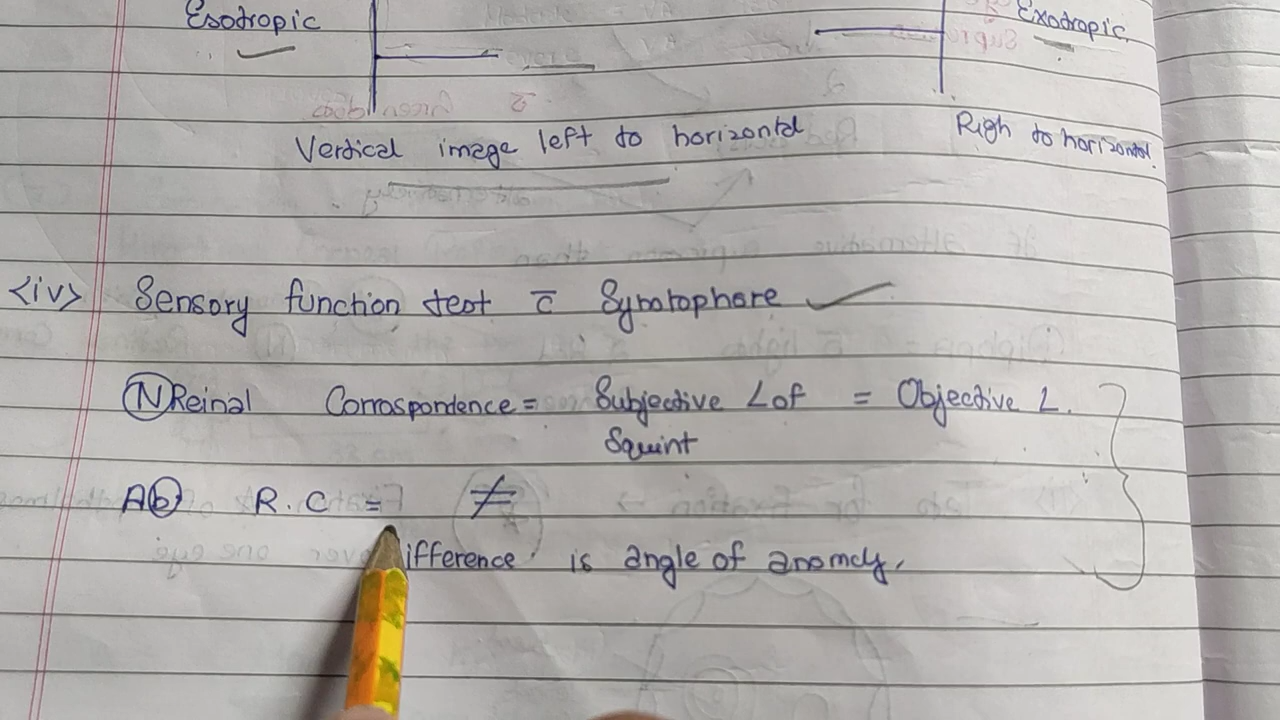 Esotropic
Exotropic
Vertical image left to horizontal
Righ to horizontal.
<iv> Sensory function test c̅ Synotophore
(N) Reinal Corrospondence = Subjective ∠ of = Objective ∠.
Squint
Ab R.C = ≠
ifference is angle of anomaly.